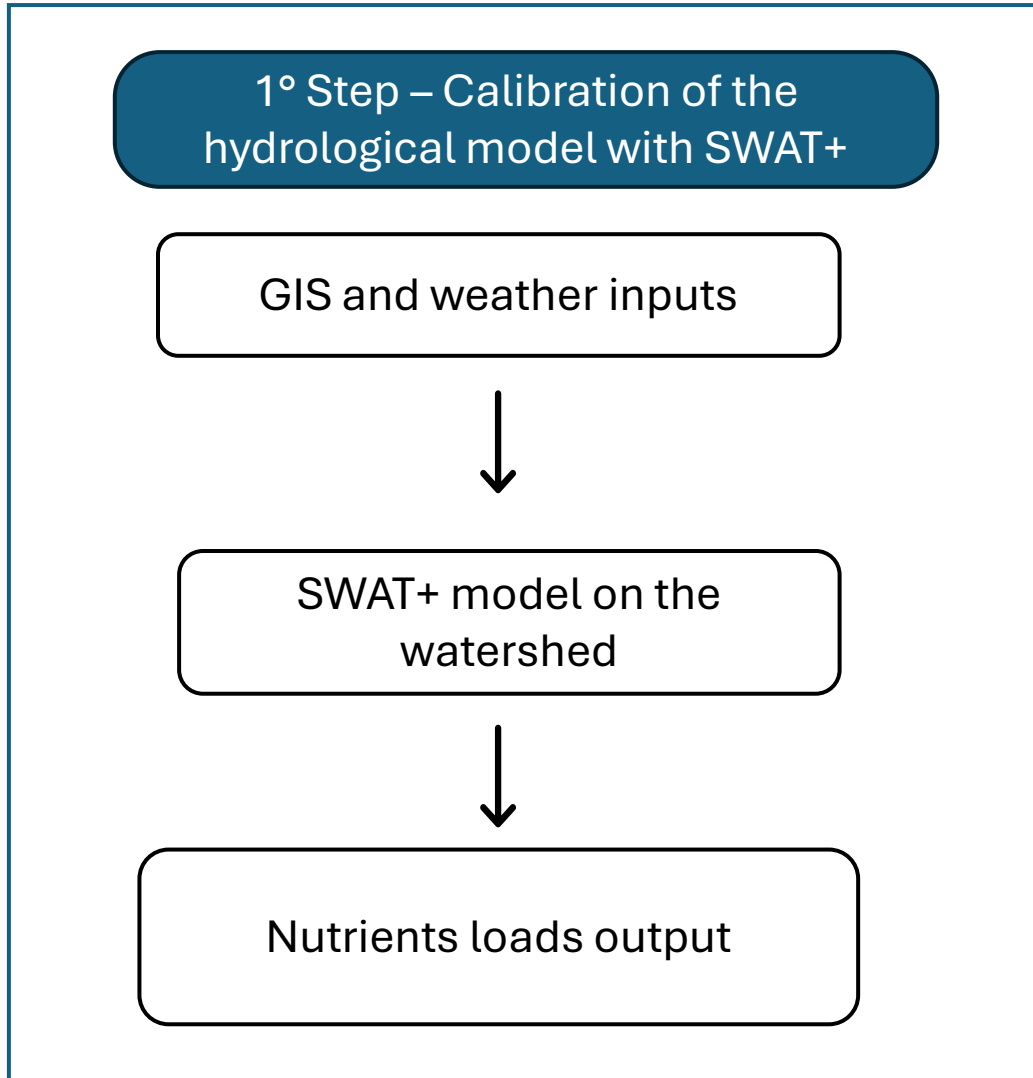 1° Step – Calibration of the
hydrological model with SWAT+
GIS and weather inputs
SWAT+ model on the
watershed
Nutrients loads output